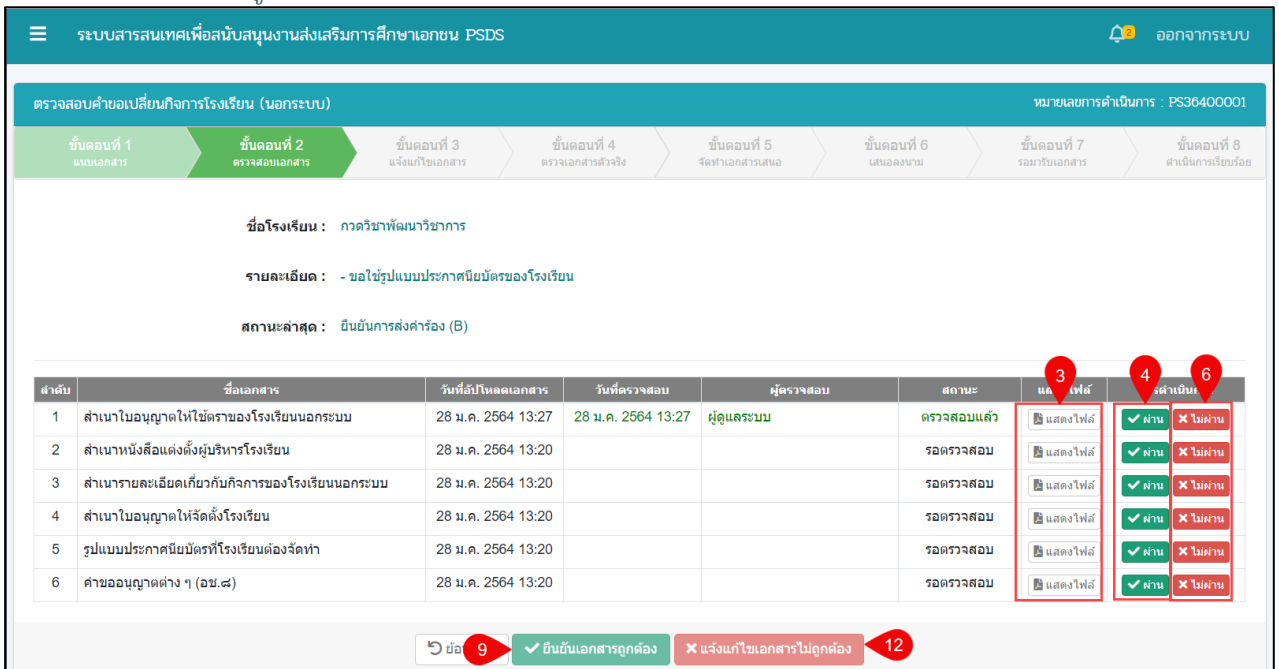 ระบบสารสนเทศเพื่อสนับสนุนงานส่งเสริมการศึกษาเอกชน PSDS 2 ออกจากระบบ
ตรวจสอบคำขอเปลี่ยนกิจการโรงเรียน (นอกระบบ) หมายเลขการดำเนินการ : PS36400001
ขั้นตอนที่ 1 ขั้นตอนที่ 2 ขั้นตอนที่ 3 ขั้นตอนที่ 4 ขั้นตอนที่ 5 ขั้นตอนที่ 6 ขั้นตอนที่ 7 ขั้นตอนที่ 8
แนบเอกสาร ตรวจสอบเอกสาร แจ้งแก้ไขเอกสาร ตรวจเอกสารตัวจริง จัดทำเอกสารเสนอ เสนอลงนาม รอมารับเอกสาร ดำเนินการเรียบร้อย
ชื่อโรงเรียน : กวดวิชาพัฒนาวิชาการ
รายละเอียด : - ขอใช้รูปแบบประกาศนียบัตรของโรงเรียน
สถานะล่าสุด : ยืนยันการส่งคำร้อง (B)
3 4 6
ลำดับ ชื่อเอกสาร วันที่อัปโหลดเอกสาร วันที่ตรวจสอบ ผู้ตรวจสอบ สถานะ
1 สำเนาใบอนุญาตให้ใช้ตราของโรงเรียนนอกระบบ 28 ม.ค. 2564 13:27 28 ม.ค. 2564 13:27 ผู้ดูแลระบบ ตรวจสอบแล้ว แสดงไฟล์ ผ่าน ไม่ผ่าน
2 สำเนาหนังสือแต่งตั้งผู้บริหารโรงเรียน 28 ม.ค. 2564 13:20 รอตรวจสอบ แสดงไฟล์ ผ่าน ไม่ผ่าน
3 สำเนารายละเอียดเกี่ยวกับกิจการของโรงเรียนนอกระบบ 28 ม.ค. 2564 13:20 รอตรวจสอบ แสดงไฟล์ ผ่าน ไม่ผ่าน
4 สำเนาใบอนุญาตให้จัดตั้งโรงเรียน 28 ม.ค. 2564 13:20 รอตรวจสอบ แสดงไฟล์ ผ่าน ไม่ผ่าน
5 รูปแบบประกาศนียบัตรที่โรงเรียนต้องจัดทำ 28 ม.ค. 2564 13:20 รอตรวจสอบ แสดงไฟล์ ผ่าน ไม่ผ่าน
6 คำขออนุญาตต่าง ๆ (อช.๘) 28 ม.ค. 2564 13:20 รอตรวจสอบ แสดงไฟล์ ผ่าน ไม่ผ่าน
9 ยืนยันเอกสารถูกต้อง แจ้งแก้ไขเอกสารไม่ถูกต้อง 12